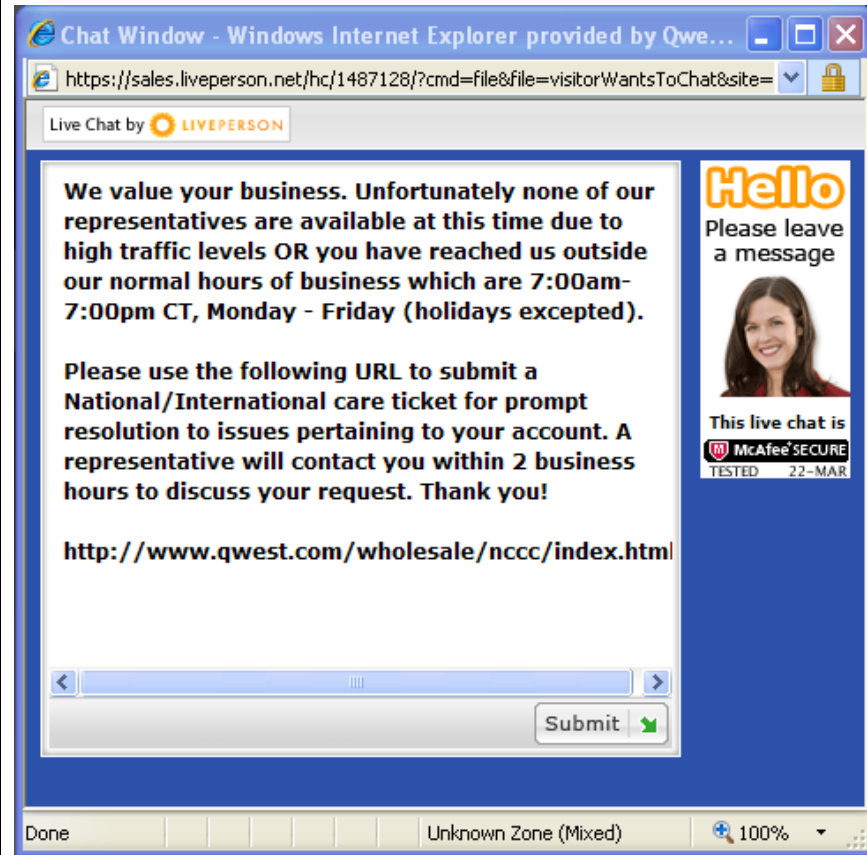 Chat Window - Windows Internet Explorer provided by Qwe...
https://sales.liveperson.net/hc/1487128/?cmd=file&file=visitorWantsToChat&site=
Live Chat by LIVEPERSON
We value your business. Unfortunately none of our
representatives are available at this time due to
high traffic levels OR you have reached us outside
our normal hours of business which are 7:00am-
7:00pm CT, Monday - Friday (holidays excepted).
Please use the following URL to submit a
National/International care ticket for prompt
resolution to issues pertaining to your account. A
representative will contact you within 2 business
hours to discuss your request. Thank you!
http://www.qwest.com/wholesale/nccc/index.html
Submit
Hello
Please leave
a message
This live chat is
McAfee SECURE
TESTED 22-MAR
Done
Unknown Zone (Mixed)
100%